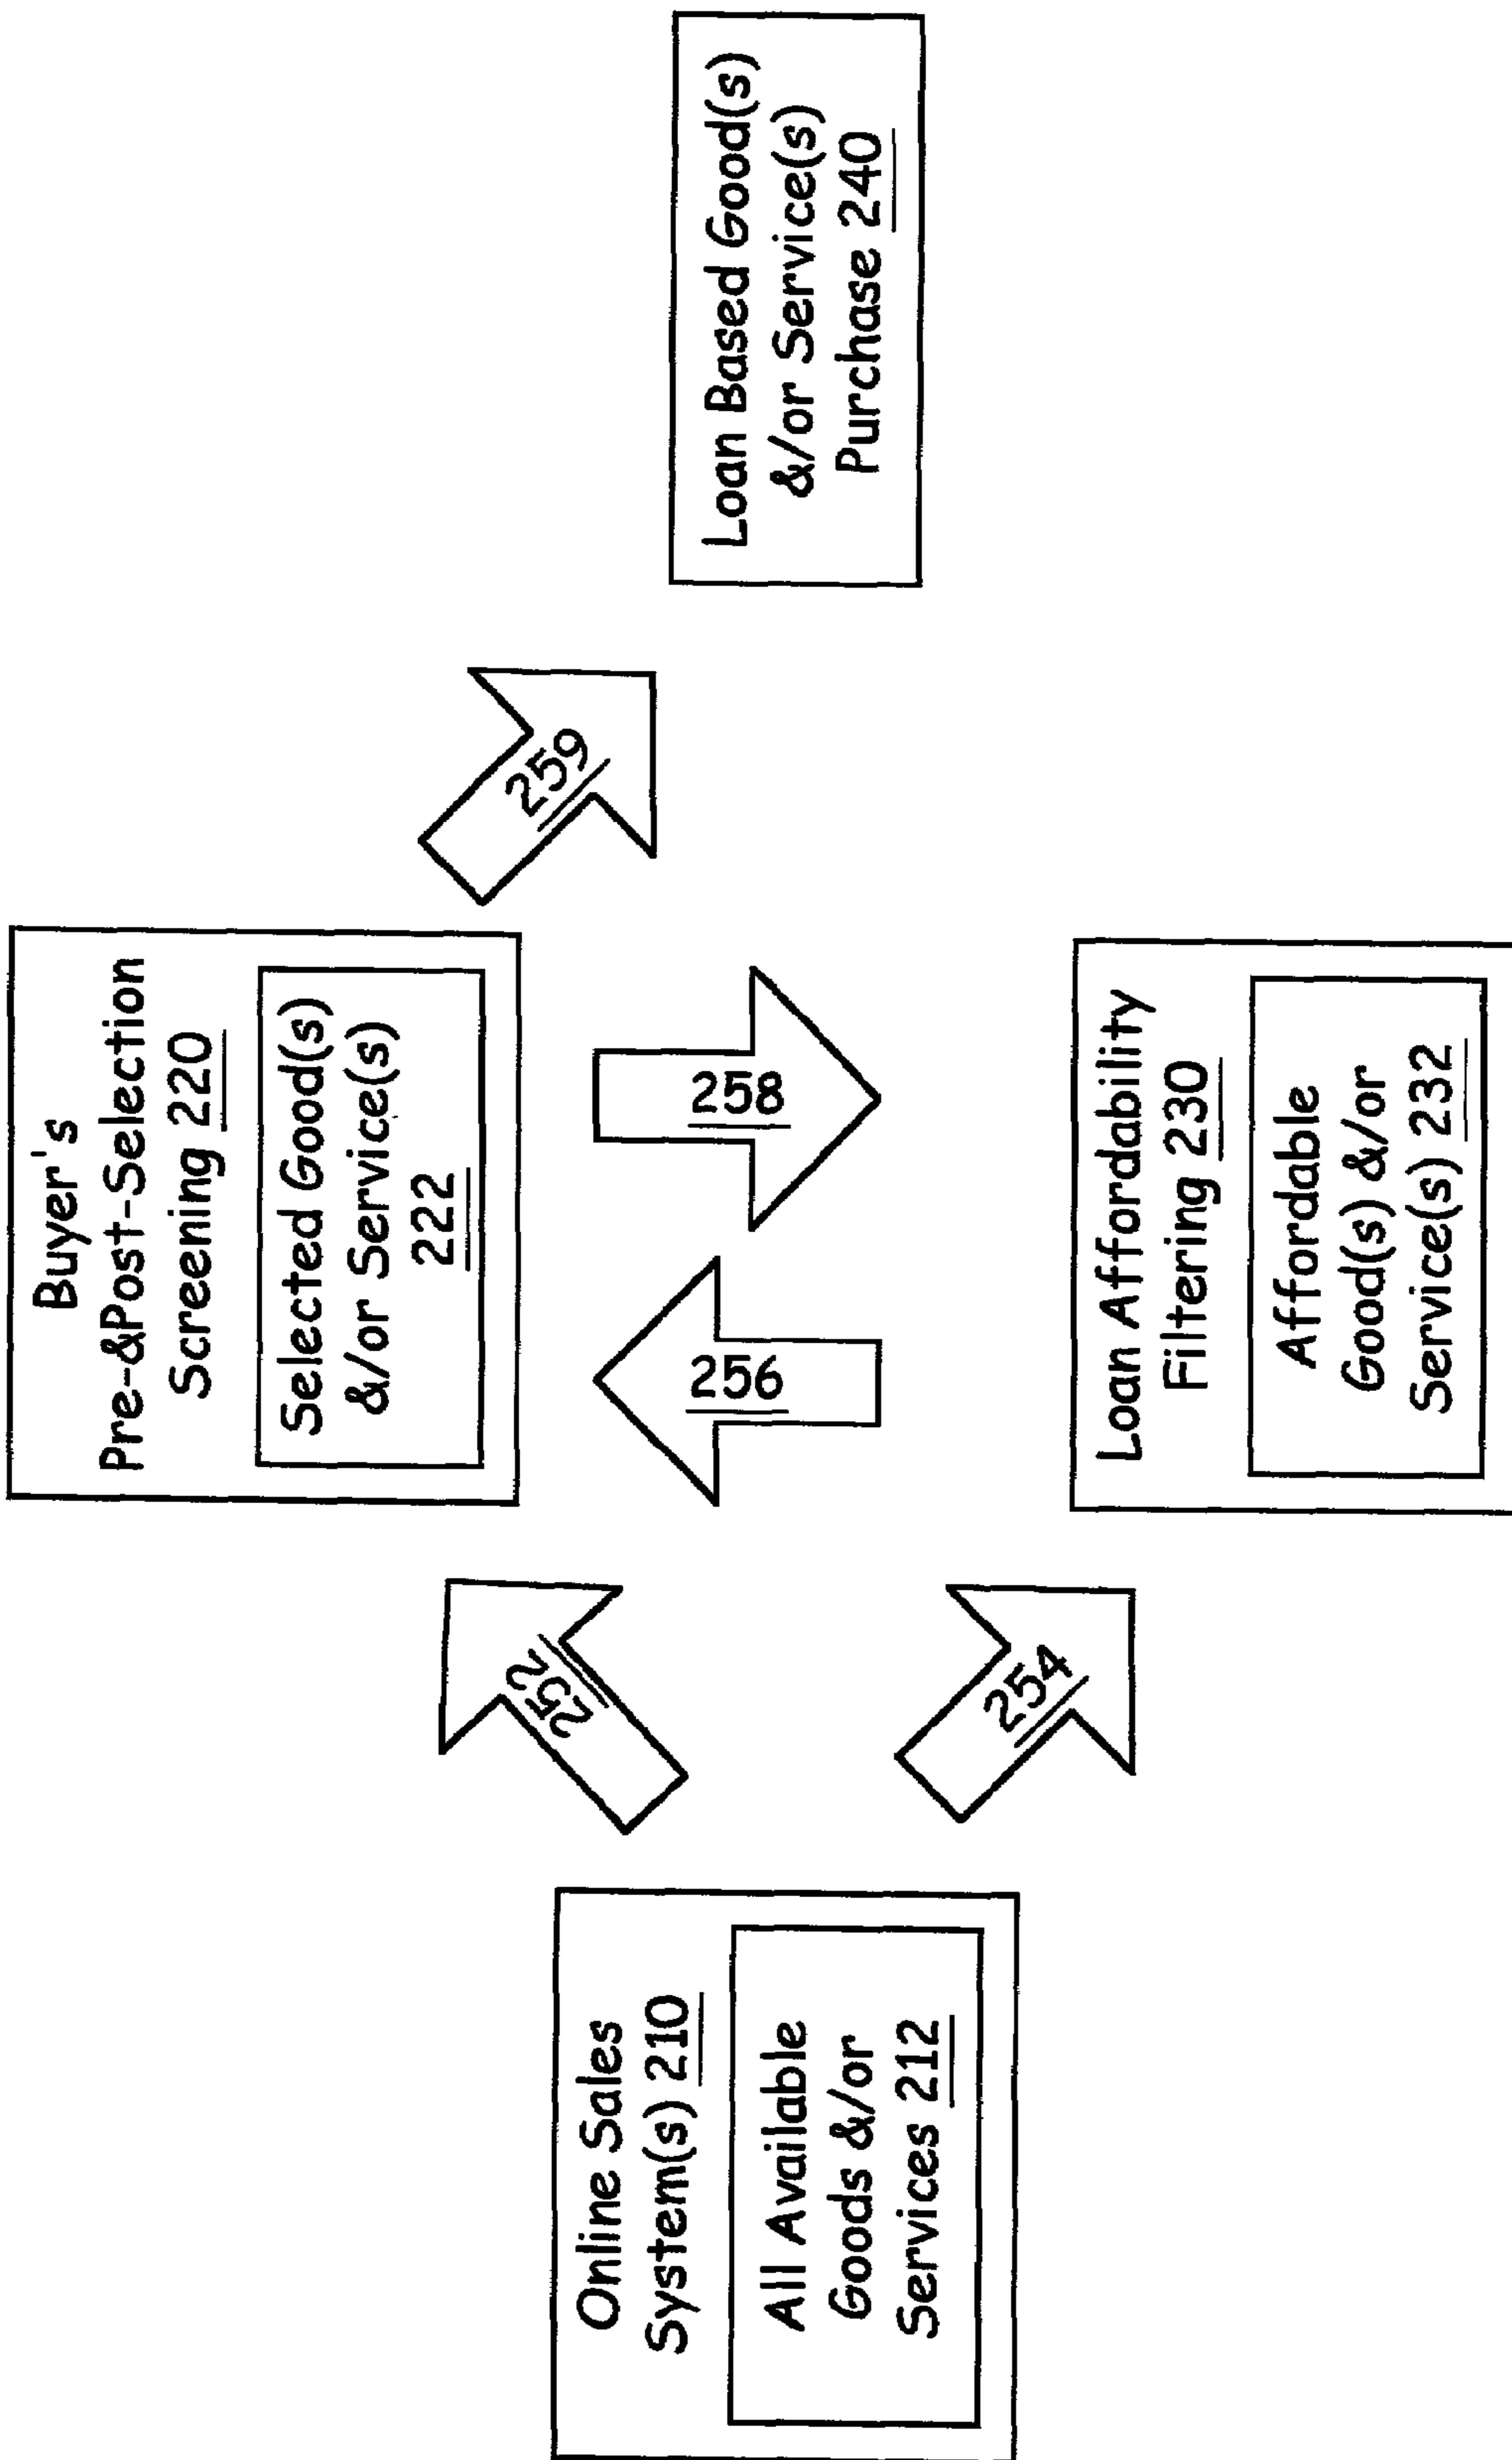 Online Sales
System(s) 210
All Available
Goods &/or
Services 212
252
254
Buyer's
Pre-&Post-Selection
Screening 220
Selected Good(s)
&/or Service(s)
222
256
258
Loan Affordability
Filtering 230
Affordable
Good(s) &/or
Service(s) 232
259
Loan Based Good(s)
&/or Service(s)
Purchase 240